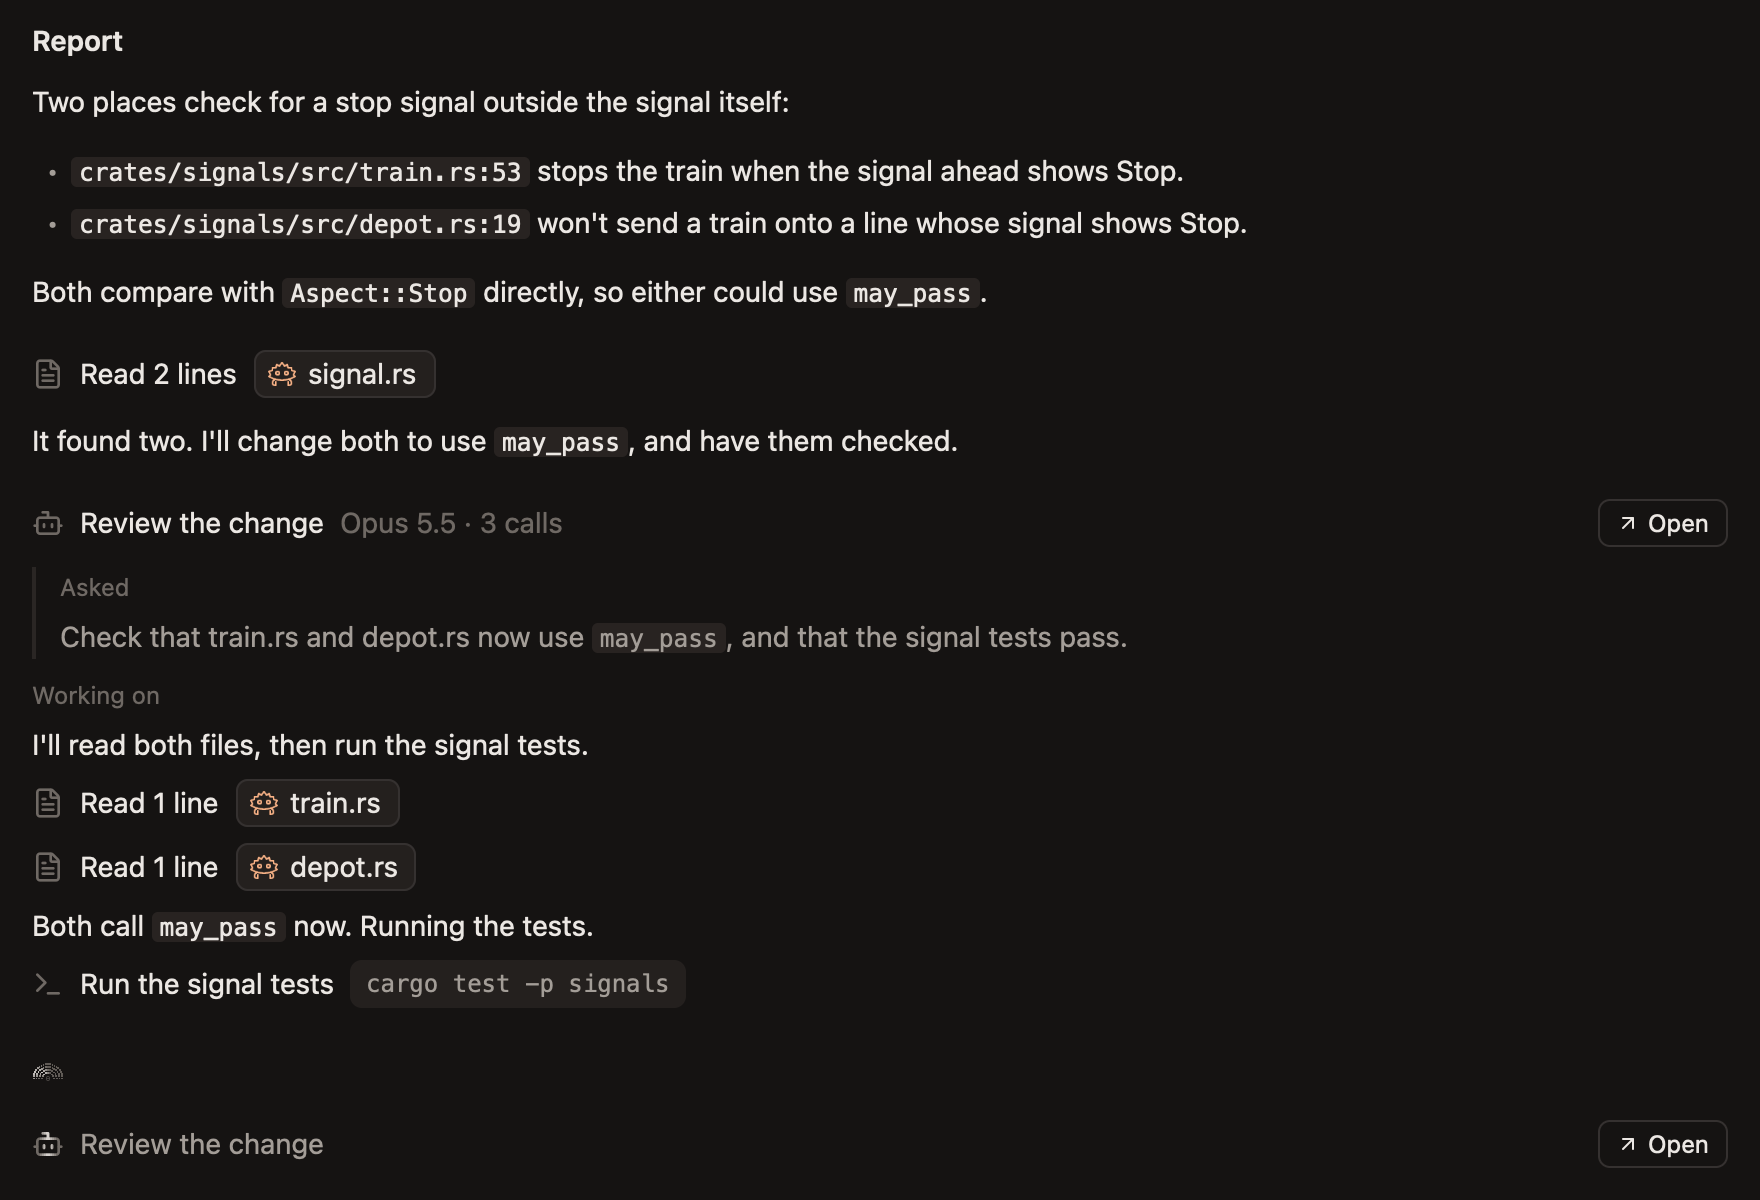 Report
Two places check for a stop signal outside the signal itself:
• crates/signals/src/train.rs:53 stops the train when the signal ahead shows Stop.
• crates/signals/src/depot.rs:19 won't send a train onto a line whose signal shows Stop.
Both compare with Aspect::Stop directly, so either could use may_pass.
Read 2 lines signal.rs
It found two. I'll change both to use may_pass, and have them checked.
Review the change Opus 5.5 · 3 calls Open
Asked
Check that train.rs and depot.rs now use may_pass, and that the signal tests pass.
Working on
I'll read both files, then run the signal tests.
Read 1 line train.rs
Read 1 line depot.rs
Both call may_pass now. Running the tests.
Run the signal tests cargo test -p signals
Review the change Open